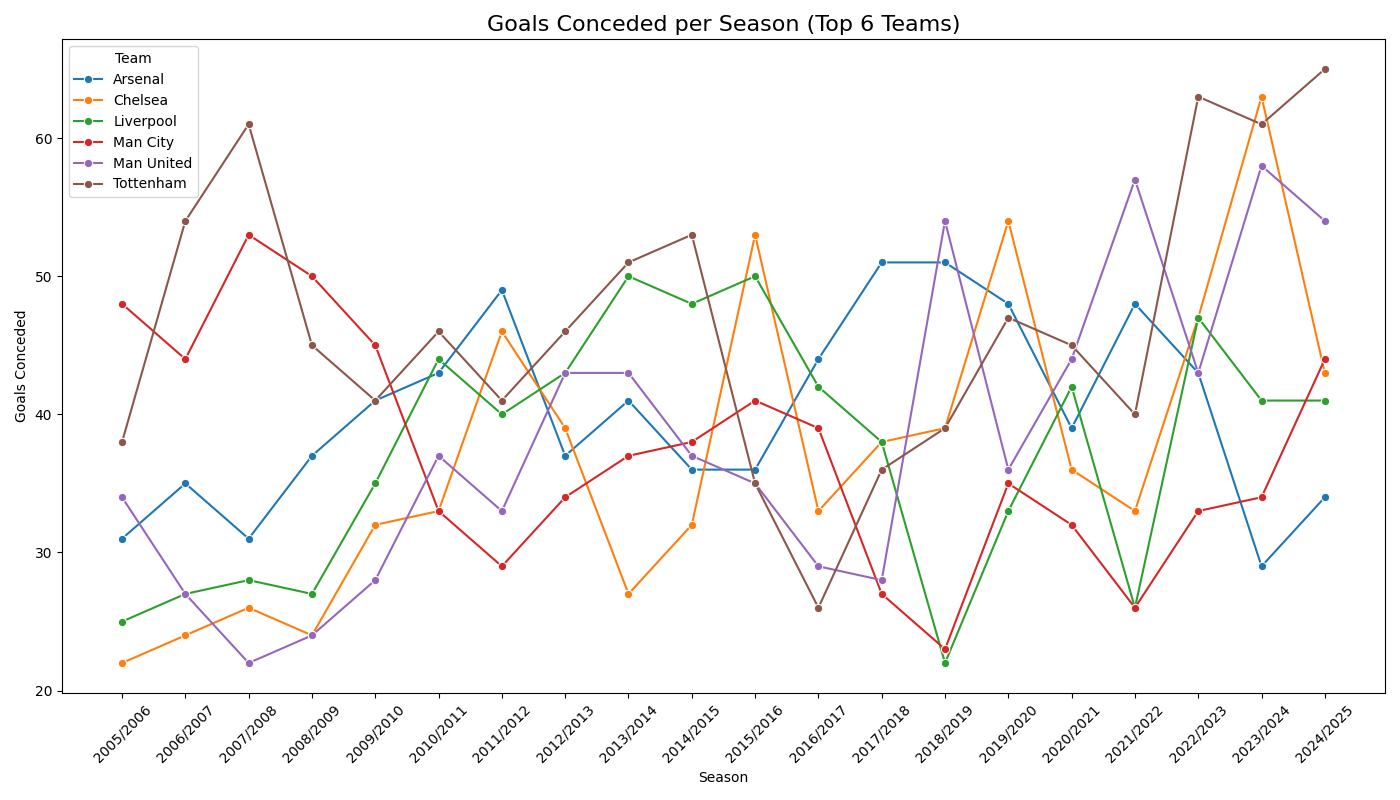 Goals Conceded per Season (Top 6 Teams)
Team
Arsenal
Chelsea
Liverpool
Man City
Man United
Tottenham
Goals Conceded
60
50
40
30
20
2005/2006
2006/2007
2007/2008
2008/2009
2009/2010
2010/2011
2011/2012
2012/2013
2013/2014
2014/2015
2015/2016
2016/2017
2017/2018
2018/2019
2019/2020
2020/2021
2021/2022
2022/2023
2023/2024
2024/2025
Season